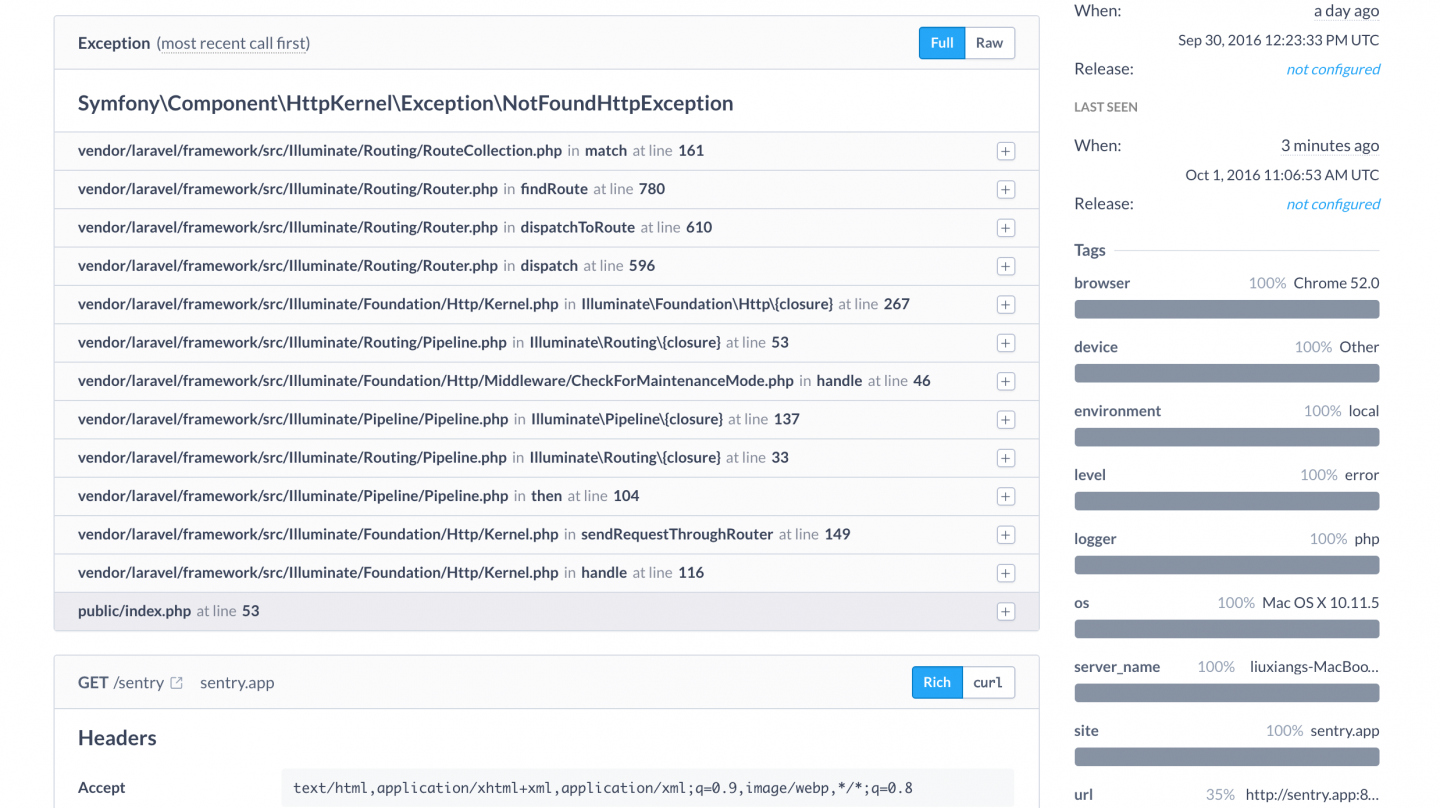 Exception (most recent call first)
Full Raw
Symfony\Component\HttpKernel\Exception\NotFoundHttpException
vendor/laravel/framework/src/Illuminate/Routing/RouteCollection.php in match at line 161
vendor/laravel/framework/src/Illuminate/Routing/Router.php in findRoute at line 780
vendor/laravel/framework/src/Illuminate/Routing/Router.php in dispatchToRoute at line 610
vendor/laravel/framework/src/Illuminate/Routing/Router.php in dispatch at line 596
vendor/laravel/framework/src/Illuminate/Foundation/Http/Kernel.php in Illuminate\Foundation\Http\{closure} at line 267
vendor/laravel/framework/src/Illuminate/Routing/Pipeline.php in Illuminate\Routing\{closure} at line 53
vendor/laravel/framework/src/Illuminate/Foundation/Http/Middleware/CheckForMaintenanceMode.php in handle at line 46
vendor/laravel/framework/src/Illuminate/Pipeline/Pipeline.php in Illuminate\Pipeline\{closure} at line 137
vendor/laravel/framework/src/Illuminate/Routing/Pipeline.php in Illuminate\Routing\{closure} at line 33
vendor/laravel/framework/src/Illuminate/Pipeline/Pipeline.php in then at line 104
vendor/laravel/framework/src/Illuminate/Foundation/Http/Kernel.php in sendRequestThroughRouter at line 149
vendor/laravel/framework/src/Illuminate/Foundation/Http/Kernel.php in handle at line 116
public/index.php at line 53
GET /sentry sentry.app
Rich curl
Headers
Accept text/html,application/xhtml+xml,application/xml;q=0.9,image/webp,*/*;q=0.8
When: a day ago
Sep 30, 2016 12:23:33 PM UTC
Release: not configured
LAST SEEN
When: 3 minutes ago
Oct 1, 2016 11:06:53 AM UTC
Release: not configured
Tags
browser 100% Chrome 52.0
device 100% Other
environment 100% local
level 100% error
logger 100% php
os 100% Mac OS X 10.11.5
server_name 100% liuxiangs-MacBoo...
site 100% sentry.app
url 35% http://sentry.app:8...